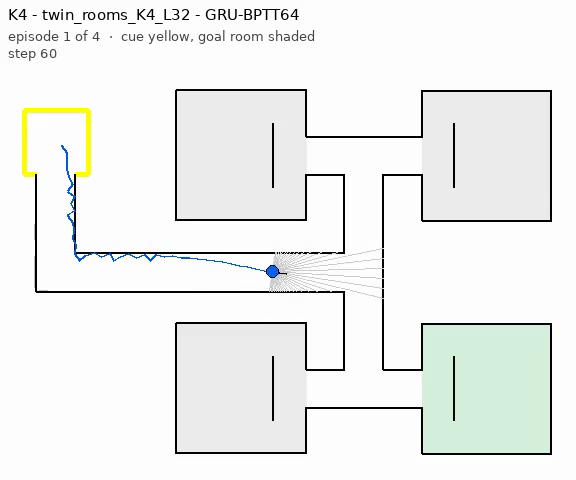 K4 - twin_rooms_K4_L32 - GRU-BPTT64
episode 1 of 4  ·  cue yellow, goal room shaded
step 60